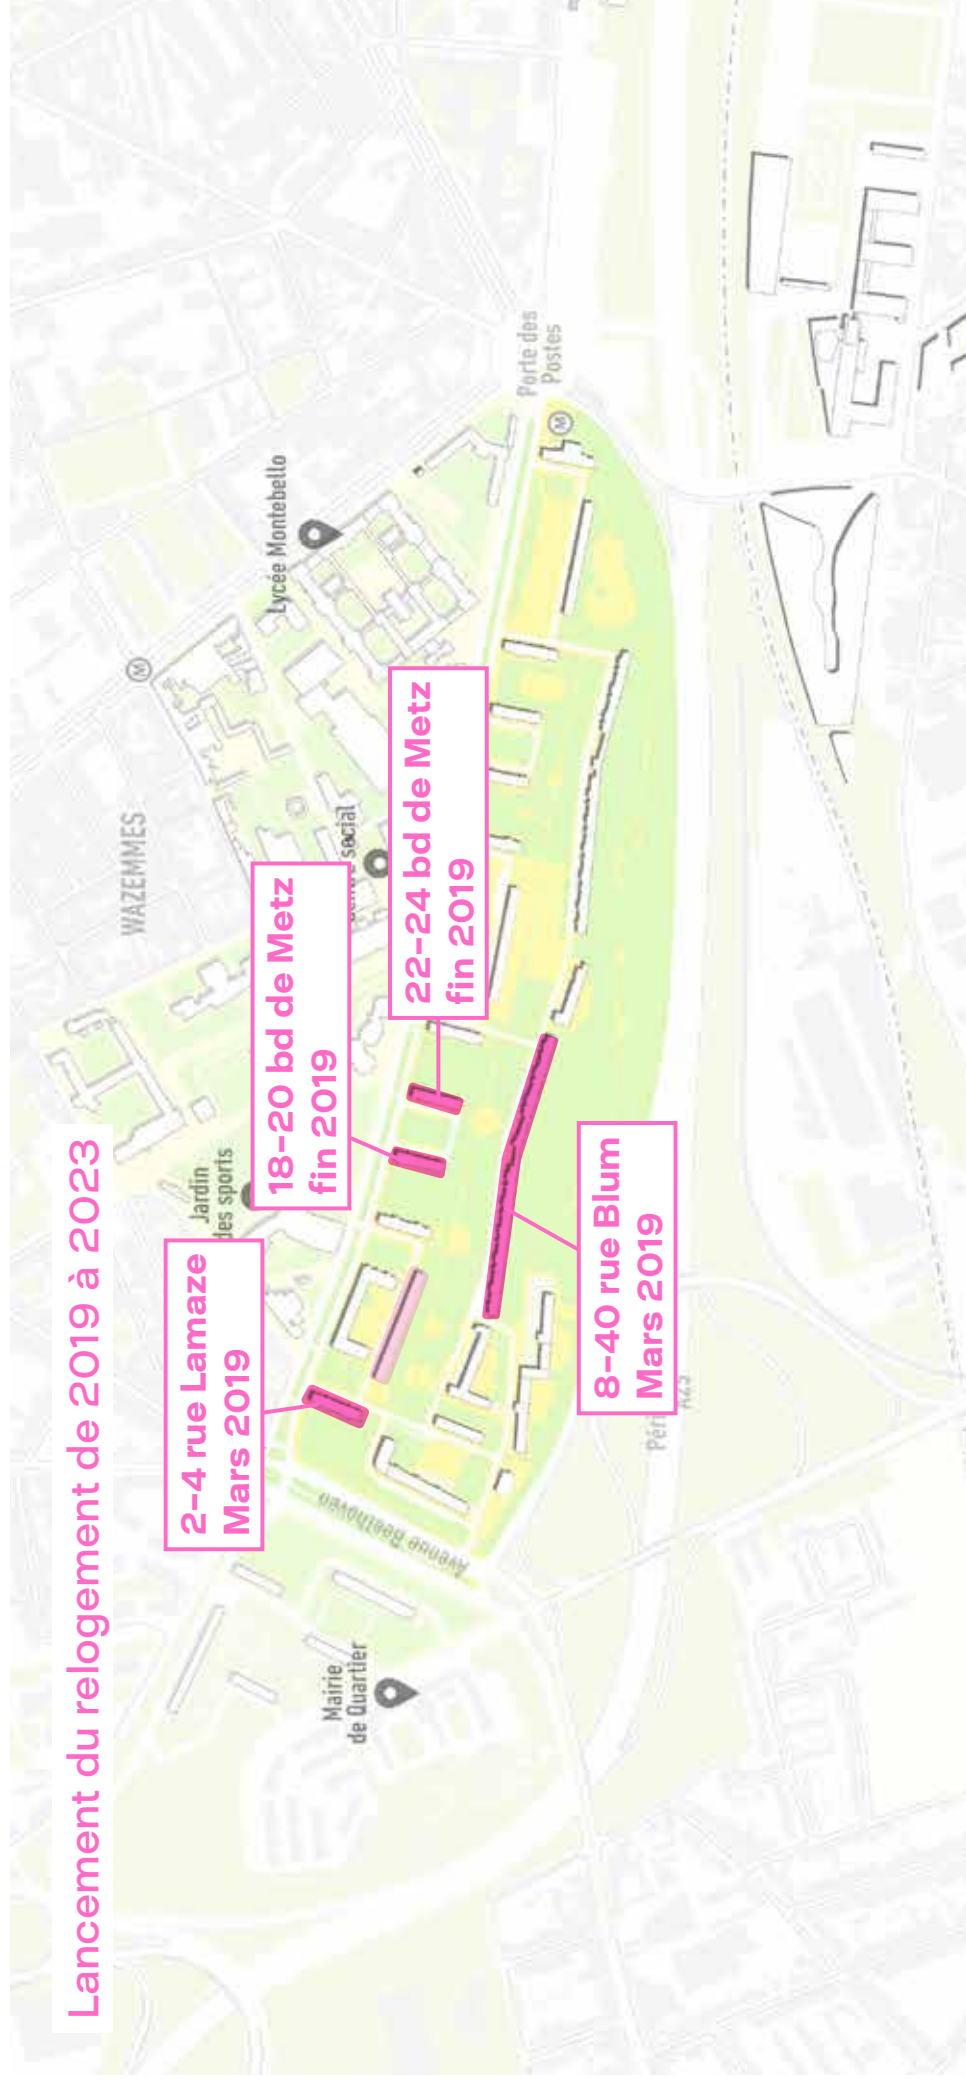 Lancement du relogement de 2019 à 2023
2-4 rue Lamaze
Mars 2019
18-20 bd de Metz
fin 2019
22-24 bd de Metz
fin 2019
8-40 rue Blum
Mars 2019
Mairie
de Quartier
Avenue Beethoven
Jardin
des sports
WAZEMMES
social
Lycée Montebello
M
Porte des
Postes
M